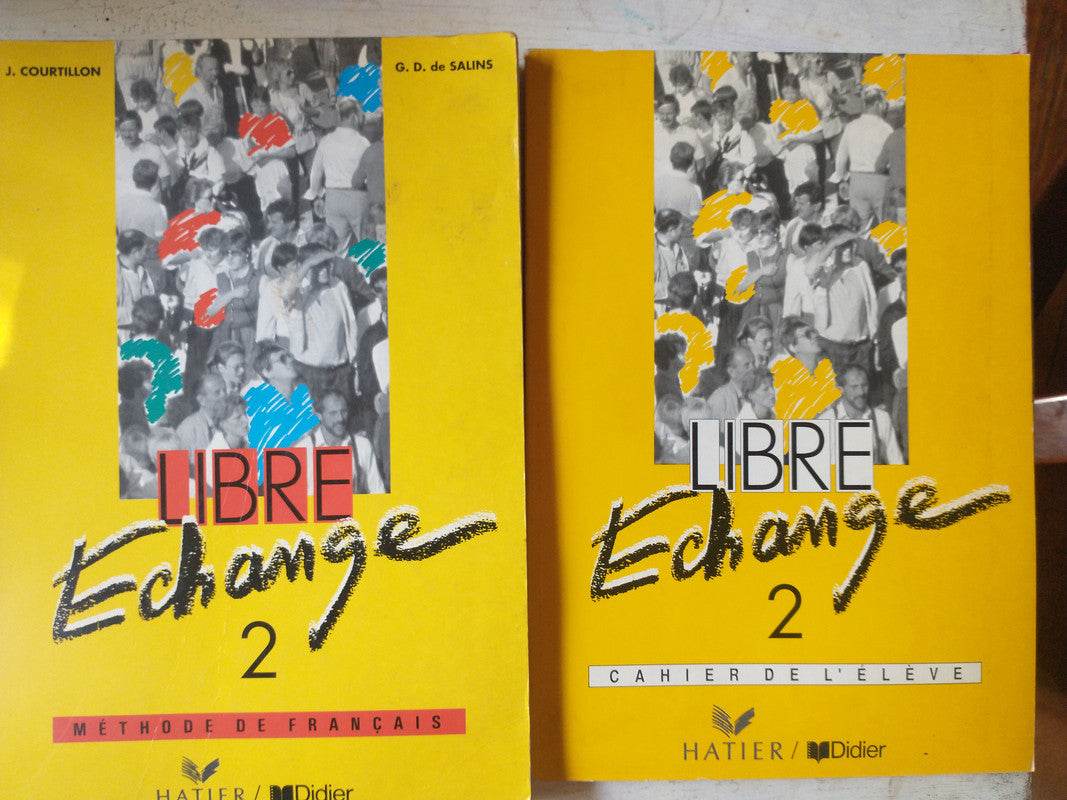 J. COURTILLON
G. D. de SALINS
LIBRE
Echange
2
MÉTHODE DE FRANÇAIS
HATIER / Didier
LIBRE
Echange
2
CAHIER DE L'ÉLÈVE
HATIER / Didier